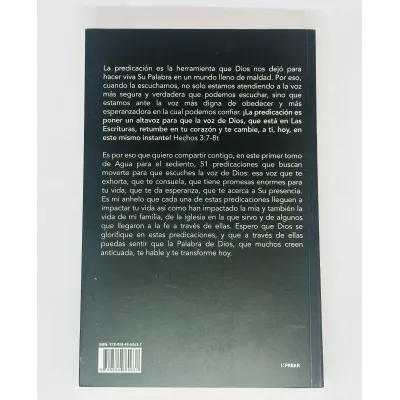 La predicación es la herramienta que Dios nos dejó para
hacer viva Su Palabra en un mundo lleno de maldad. Por eso,
cuando la escuchamos, no solo estamos atendiendo a la voz
más segura y verdadera que podemos escuchar, sino que
estamos ante la voz más digna de obedecer y más
esperanzadora en la cual podemos confiar. ¡La predicación es
poner un altavoz para que la voz de Dios, que está en Las
Escrituras, retumbe en tu corazón y te cambie, a ti, hoy, en
este mismo instante! Hechos 3:7-8t
Es por eso que quiero compartir contigo, en este primer tomo
de Agua para el sediento, 51 predicaciones que buscan
moverte para que escuches la voz de Dios: esa voz que te
exhorta, que te consuela, que tiene promesas enormes para
tu vida, que te da esperanza, que te acerca a Su presencia.
Es mi anhelo que cada una de estas predicaciones lleguen a
impactar tu vida así como han impactado la mía y también la
vida de mi familia, de la iglesia en la que sirvo y de algunos
que llegaron a la fe a través de ellas. Espero que Dios se
glorifique en estas predicaciones, y que a través de ellas
puedas sentir que la Palabra de Dios, que muchos creen
anticuada, te hable y te transforme hoy.